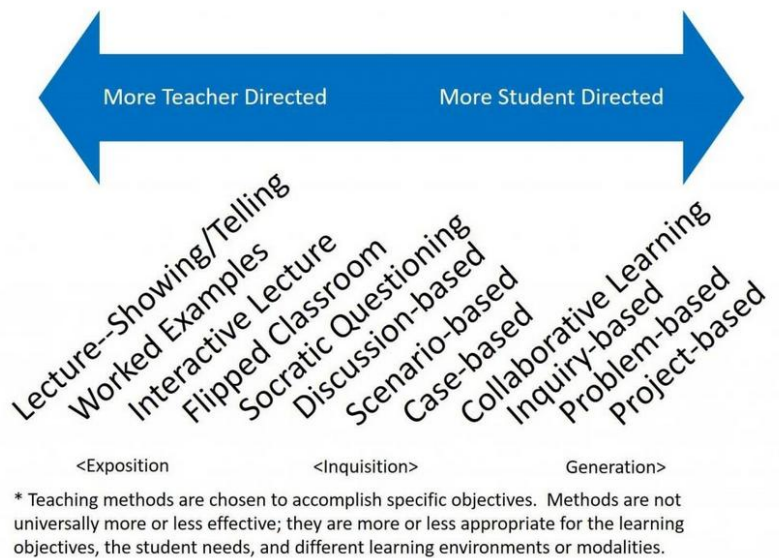 More Teacher Directed
More Student Directed
Lecture--Showing/Telling
Worked Examples
Interactive Lecture
Flipped Classroom
Socratic Questioning
Discussion-based
Scenario-based
Case-based
Collaborative Learning
Inquiry-based
Problem-based
Project-based
<Exposition
<Inquisition>
Generation>
* Teaching methods are chosen to accomplish specific objectives.  Methods are not
universally more or less effective; they are more or less appropriate for the learning
objectives, the student needs, and different learning environments or modalities.